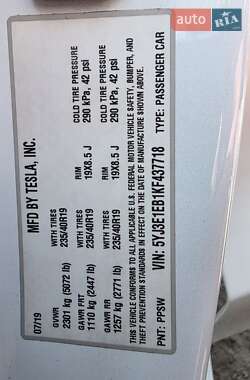 AUTO RIA
MFD BY TESLA, INC.
07/19
GVWR
2301 kg (5072 lb)
GAWR FRT
1110 kg (2447 lb)
WITH TIRES
235/40R19
RIM
19X8.5 J
COLD TIRE PRESSURE
290 kPa, 42 psi
GAWR RR
1257 kg (2771 lb)
WITH TIRES
235/40R19
RIM
19X8.5 J
COLD TIRE PRESSURE
290 kPa, 42 psi
THIS VEHICLE CONFORMS TO ALL APPLICABLE U.S. FEDERAL MOTOR VEHICLE SAFETY, BUMPER, AND
THEFT PREVENTION STANDARDS IN EFFECT ON THE DATE OF MANUFACTURE SHOWN ABOVE.
VIN: 5YJ3E1EB1KF437718
TYPE: PASSENGER CAR
PNT: PPSW